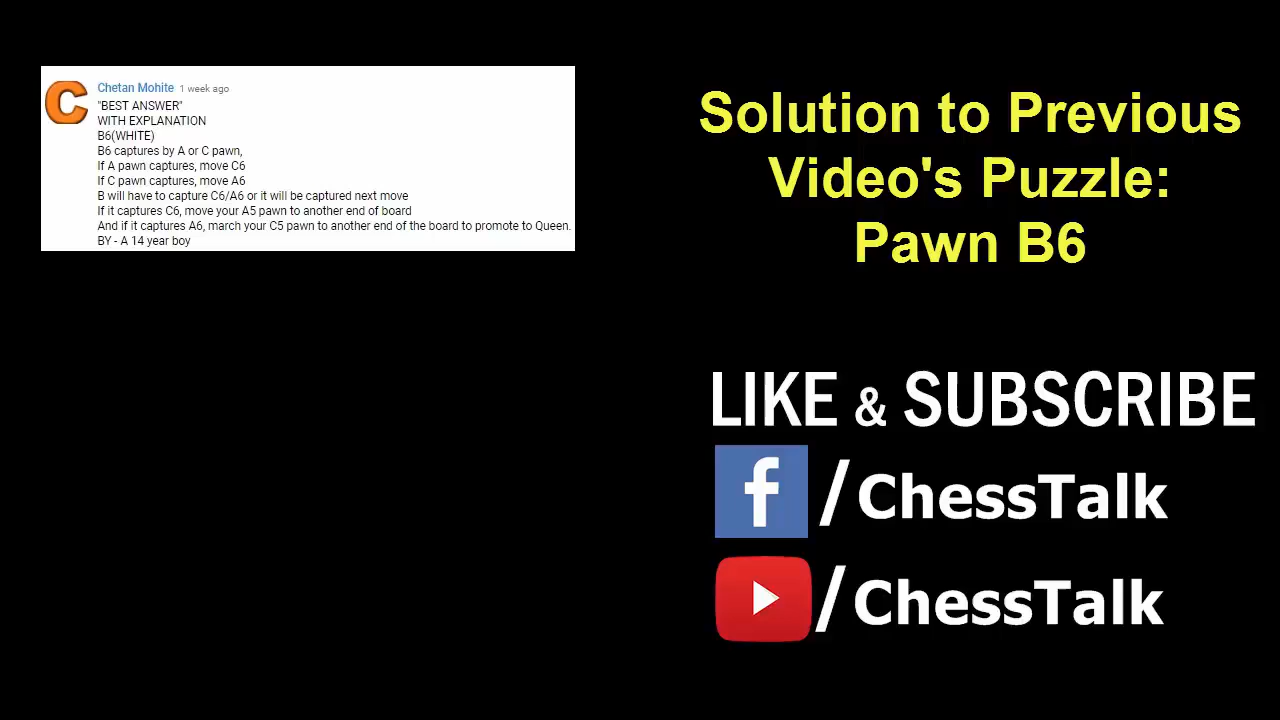 Chetan Mohite 1 week ago
"BEST ANSWER"
WITH EXPLANATION
B6(WHITE)
B6 captures by A or C pawn,
If A pawn captures, move C6
If C pawn captures, move A6
B will have to capture C6/A6 or it will be captured next move
If it captures C6, move your A5 pawn to another end of board
And if it captures A6, march your C5 pawn to another end of the board to promote to Queen.
BY - A 14 year boy
Solution to Previous
Video's Puzzle:
Pawn B6
LIKE & SUBSCRIBE
f /ChessTalk
/ChessTalk